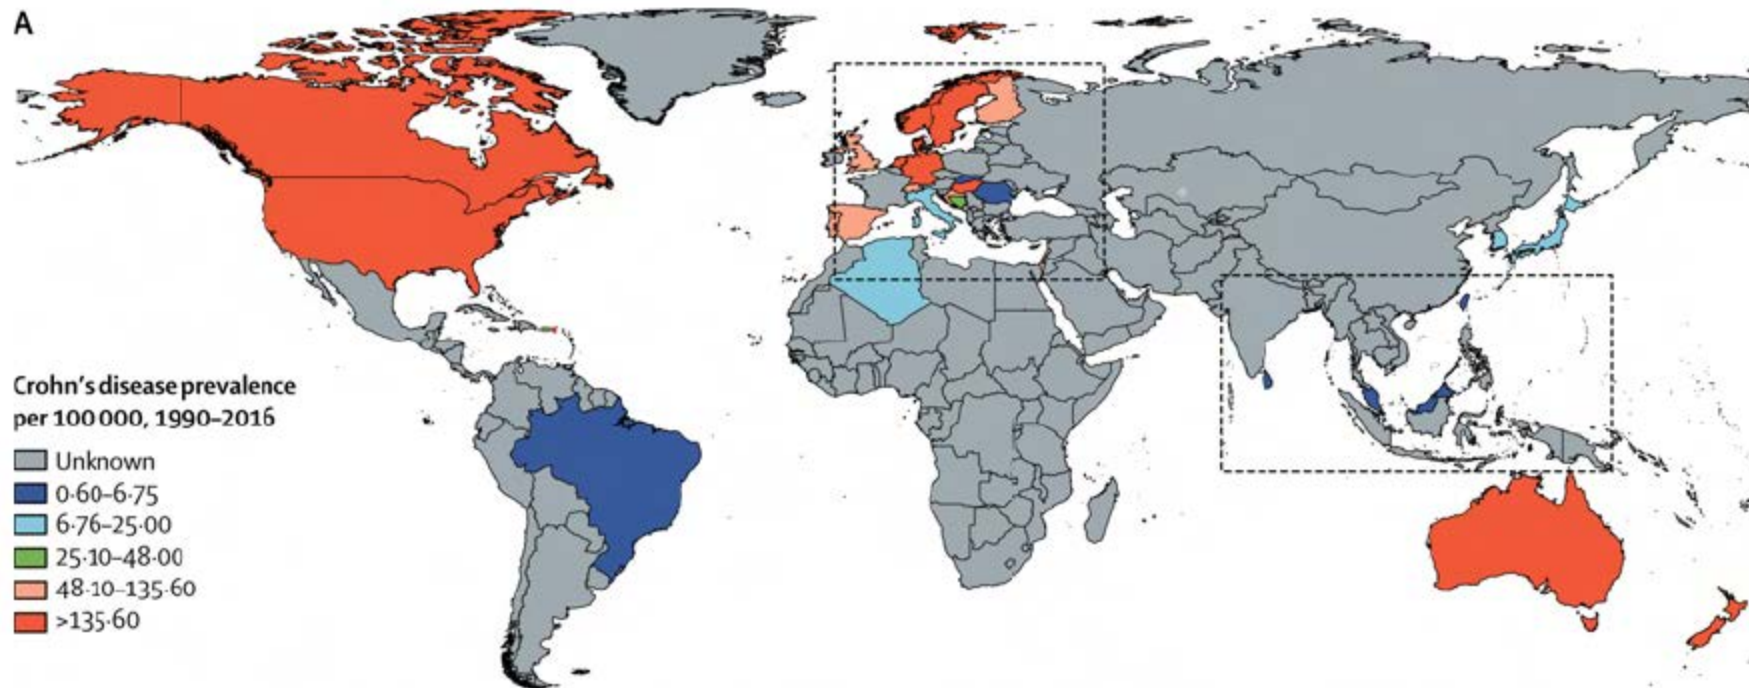 A
Crohn's disease prevalence
per 100 000, 1990–2016
Unknown
0·60–6·75
6·76–25·00
25·10–48·00
48·10–135·60
>135·60